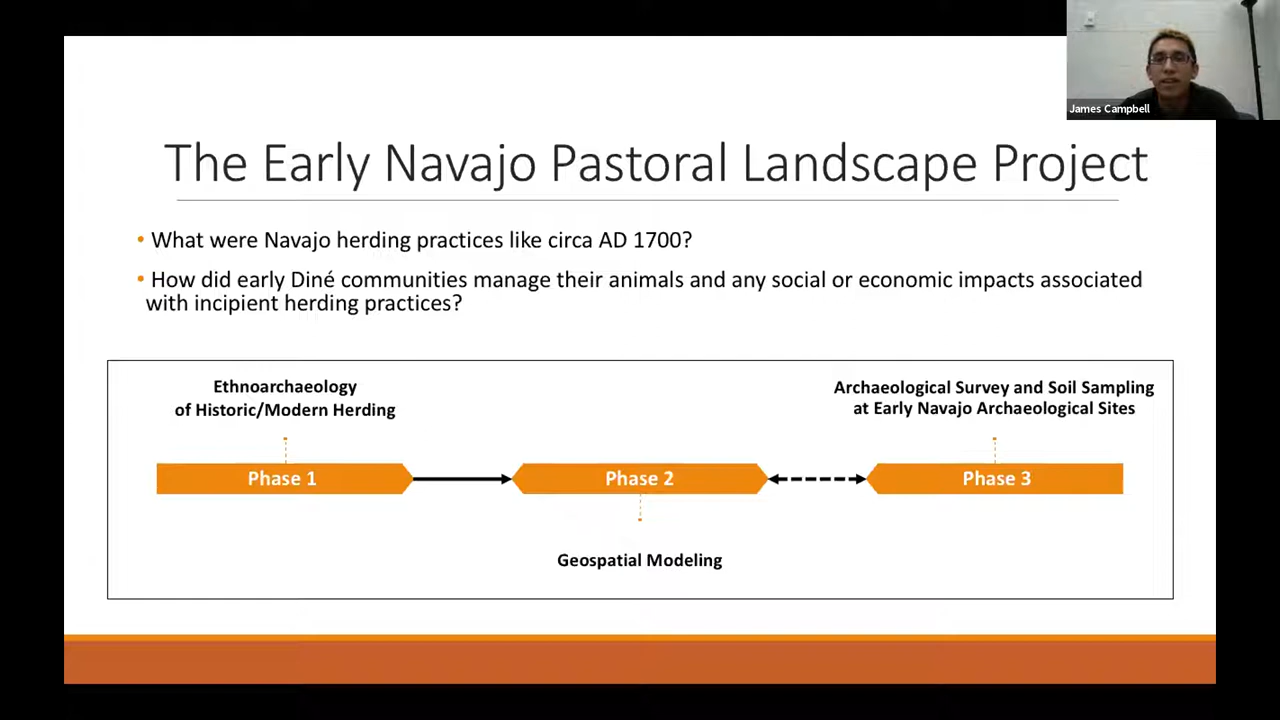 James Campbell
The Early Navajo Pastoral Landscape Project
• What were Navajo herding practices like circa AD 1700?
• How did early Diné communities manage their animals and any social or economic impacts associated
with incipient herding practices?
Ethnoarchaeology
of Historic/Modern Herding
Archaeological Survey and Soil Sampling
at Early Navajo Archaeological Sites
Phase 1
Phase 2
Phase 3
Geospatial Modeling